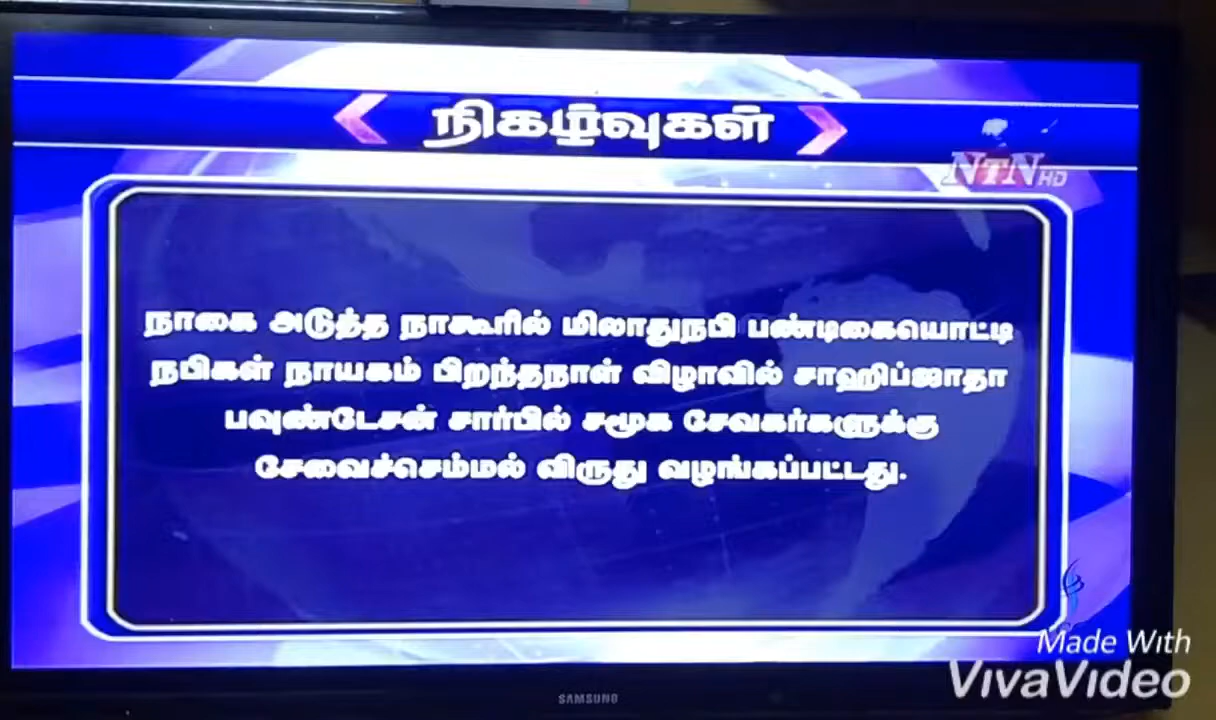 நிகழ்வுகள்
NTN HD
நாகை அடுத்த நாகூரில் மிலாதுநபி பண்டிகையொட்டி
நபிகள் நாயகம் பிறந்தநாள் விழாவில் சாஹிப்ஜாதா
பவுண்டேசன் சார்பில் சமூக சேவகர்களுக்கு
சேவைச்செம்மல் விருது வழங்கப்பட்டது.
Made With
VivaVideo
SAMSUNG